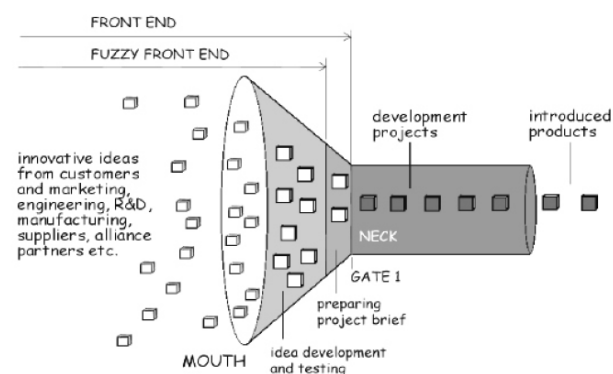 FRONT END
FUZZY FRONT END
development
projects
introduced
products
innovative ideas
from customers
and marketing,
engineering, R&D,
manufacturing,
suppliers, alliance
partners etc.
NECK
GATE 1
preparing
project brief
idea development
and testing
MOUTH